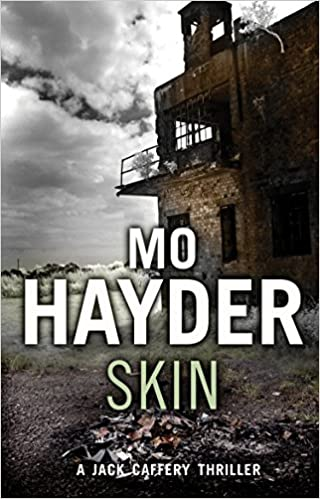 MO
HAYDER
SKIN
A JACK CAFFERY THRILLER